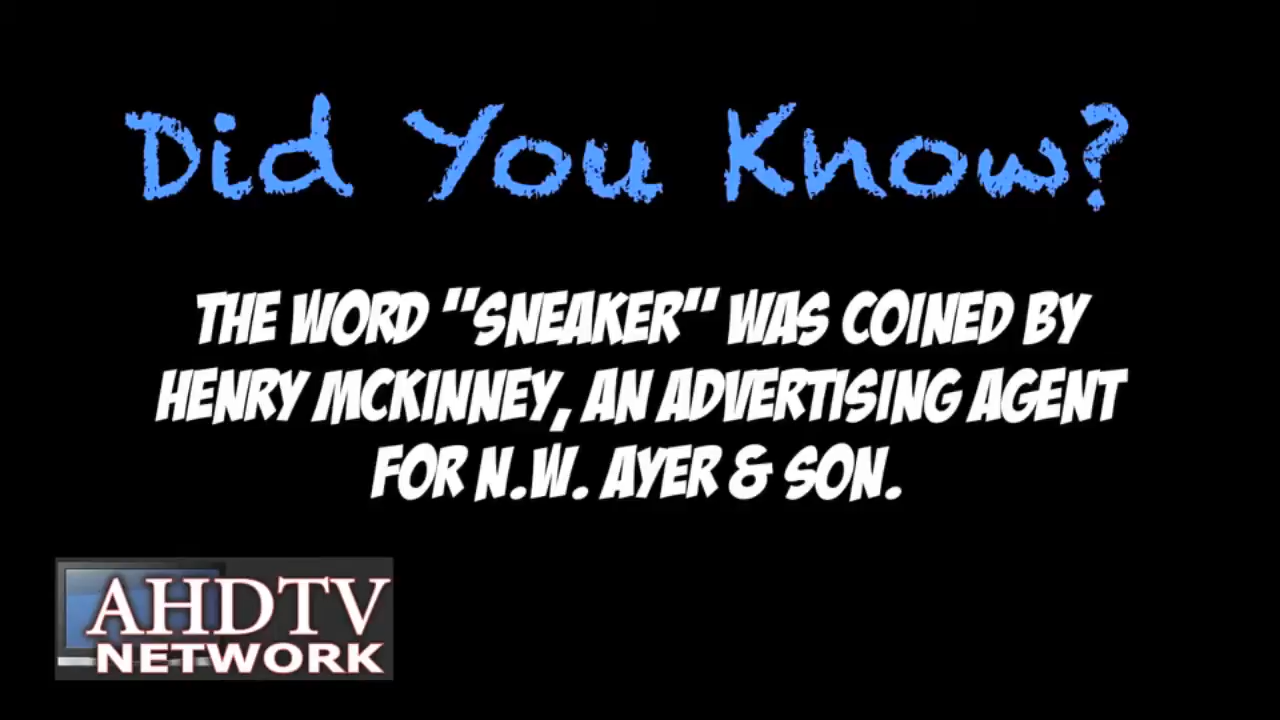 Did You Know?
THE WORD "SNEAKER" WAS COINED BY
HENRY MCKINNEY, AN ADVERTISING AGENT
FOR N.W. AYER & SON.
AHDTV
NETWORK